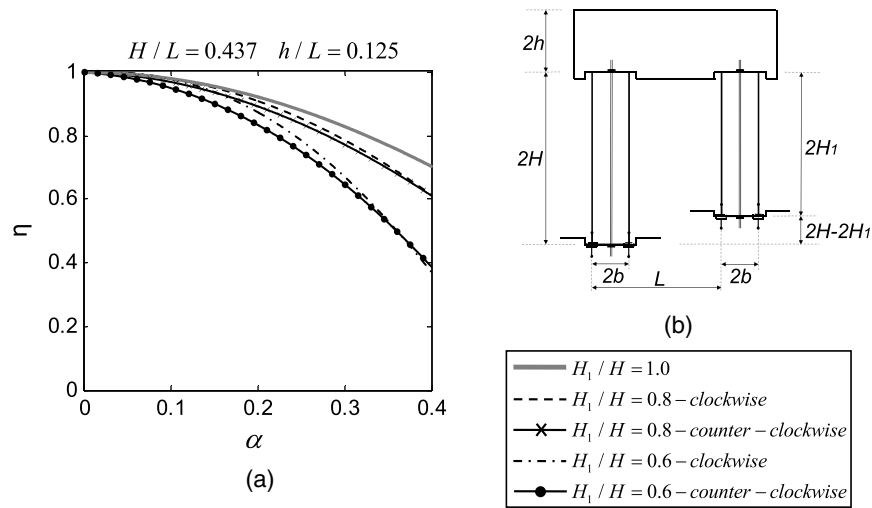 H / L = 0.437 h / L = 0.125
1
0.8
0.6
0.4
0.2
0
η
0 0.1 0.2 0.3 0.4
α
(a)
2h
2H
2H1
2H-2H1
2b
L
2b
(b)
H₁ / H = 1.0
H₁ / H = 0.8 – clockwise
H₁ / H = 0.8 – counter – clockwise
H₁ / H = 0.6 – clockwise
H₁ / H = 0.6 – counter – clockwise